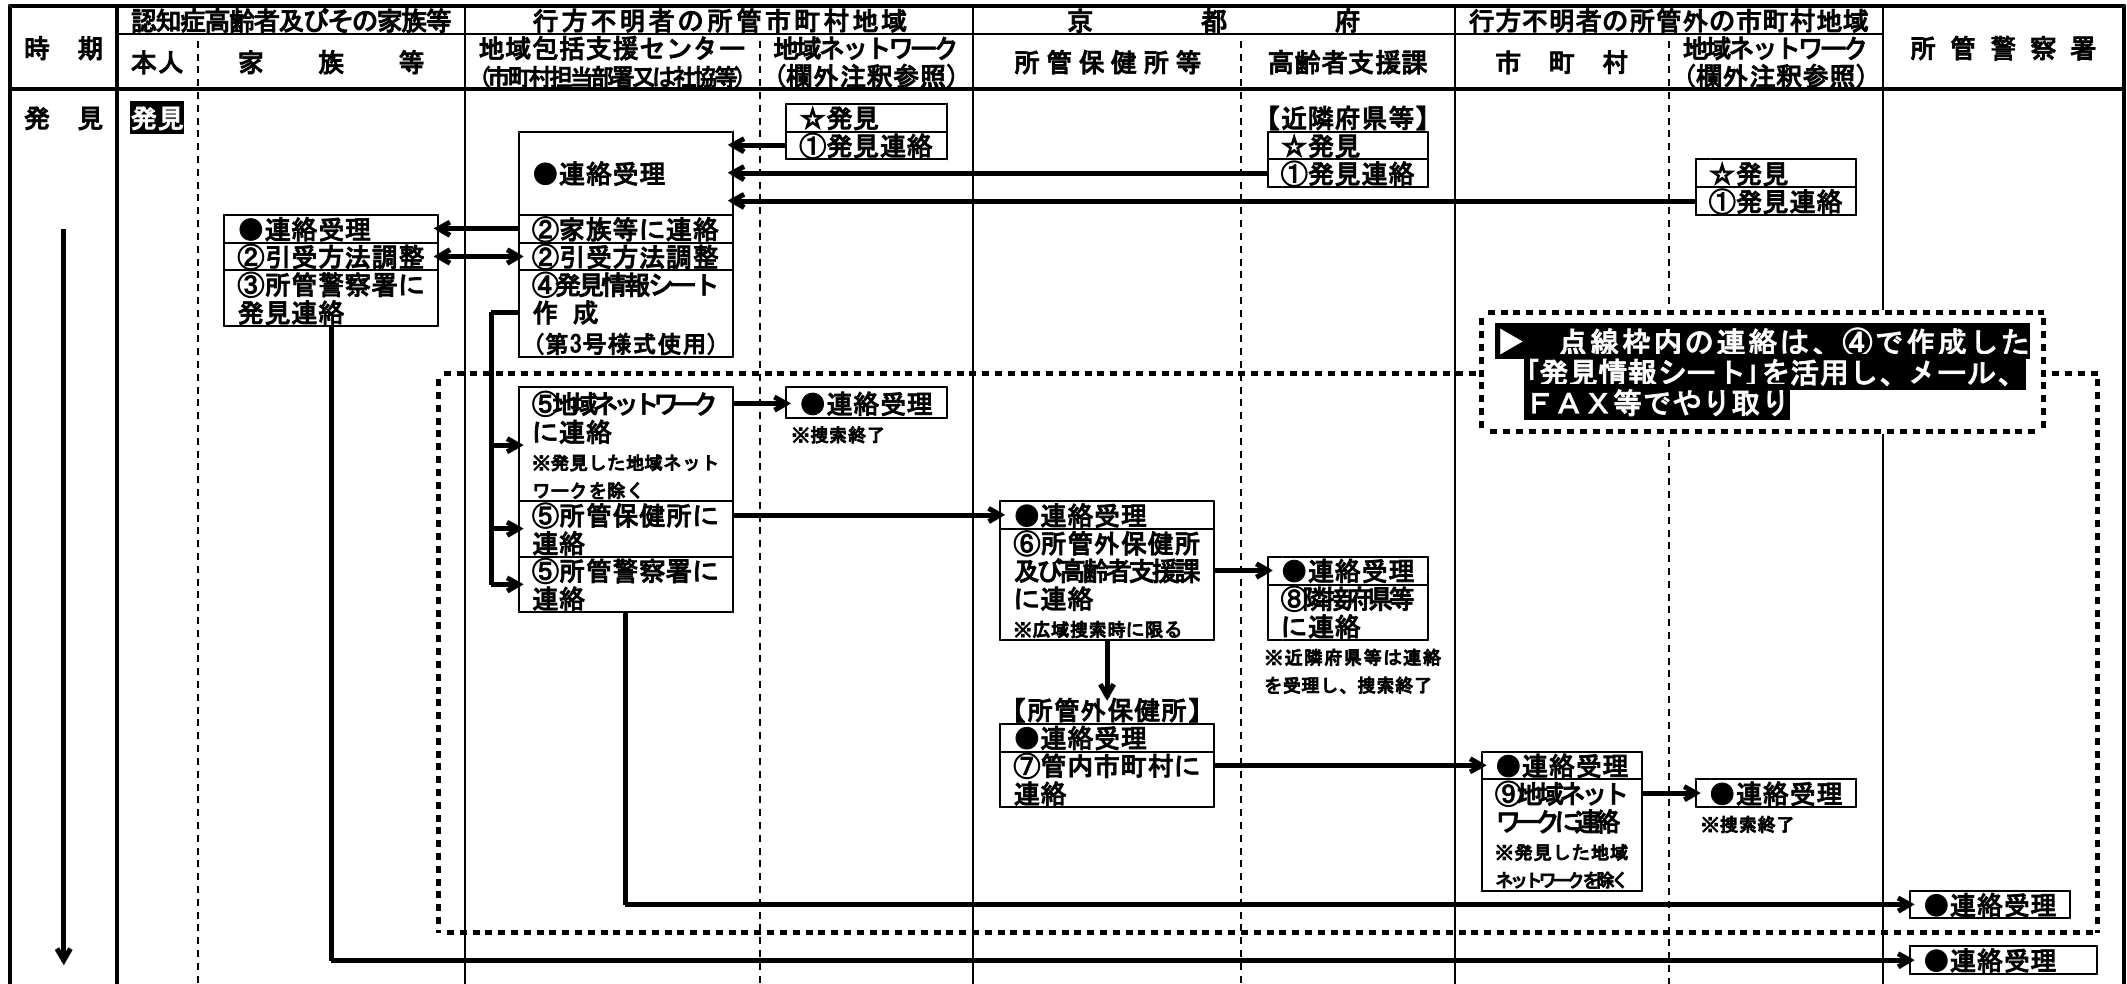 時　期
認知症高齢者及びその家族等
行方不明者の所管市町村地域
京　都　府
行方不明者の所管外の市町村地域
所管警察署
本人
家　族　等
地域包括支援センター
（市町村担当部署又は社協等）
地域ネットワーク
（欄外注釈参照）
所管保健所等
高齢者支援課
市　町　村
地域ネットワーク
（欄外注釈参照）
発　見
発見
☆発見
①発見連絡
【近隣府県等】
☆発見
①発見連絡
☆発見
①発見連絡
●連絡受理
②家族等に連絡
②引受方法調整
④発見情報シート
作　成
（第3号様式使用）
●連絡受理
②引受方法調整
③所管警察署に
発見連絡
▶　点線枠内の連絡は、④で作成した
「発見情報シート」を活用し、メール、
ＦＡＸ等でやり取り
⑤地域ネットワーク
に連絡
※発見した地域ネット
ワークを除く
⑤所管保健所に
連絡
⑤所管警察署に
連絡
●連絡受理
※捜索終了
●連絡受理
⑥所管外保健所
及び高齢者支援課
に連絡
※広域捜索時に限る
●連絡受理
⑧隣接府県等
に連絡
※近隣府県等は連絡
を受理し、捜索終了
【所管外保健所】
●連絡受理
⑦管内市町村に
連絡
●連絡受理
⑨地域ネット
ワークに連絡
※発見した地域
ネットワークを除く
●連絡受理
※捜索終了
●連絡受理
●連絡受理